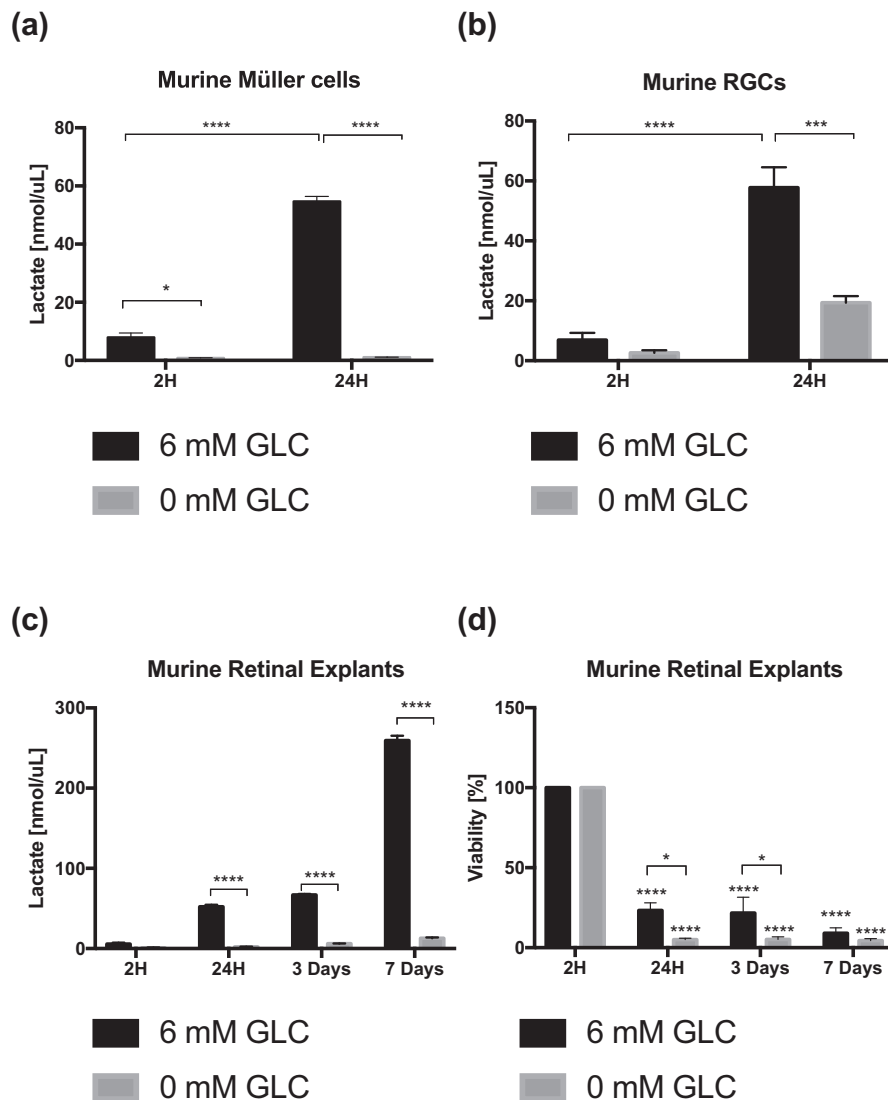 (a)
Murine Müller cells
Lactate [nmol/uL]
80
60
40
20
0
****
****
*
2H
24H
6 mM GLC
0 mM GLC
(b)
Murine RGCs
Lactate [nmol/uL]
80
60
40
20
0
****
***
2H
24H
6 mM GLC
0 mM GLC
(c)
Murine Retinal Explants
Lactate [nmol/uL]
300
200
100
0
****
****
****
2H
24H
3 Days
7 Days
6 mM GLC
0 mM GLC
(d)
Murine Retinal Explants
Viability [%]
150
100
50
0
*
*
****
****
****
****
****
****
2H
24H
3 Days
7 Days
6 mM GLC
0 mM GLC